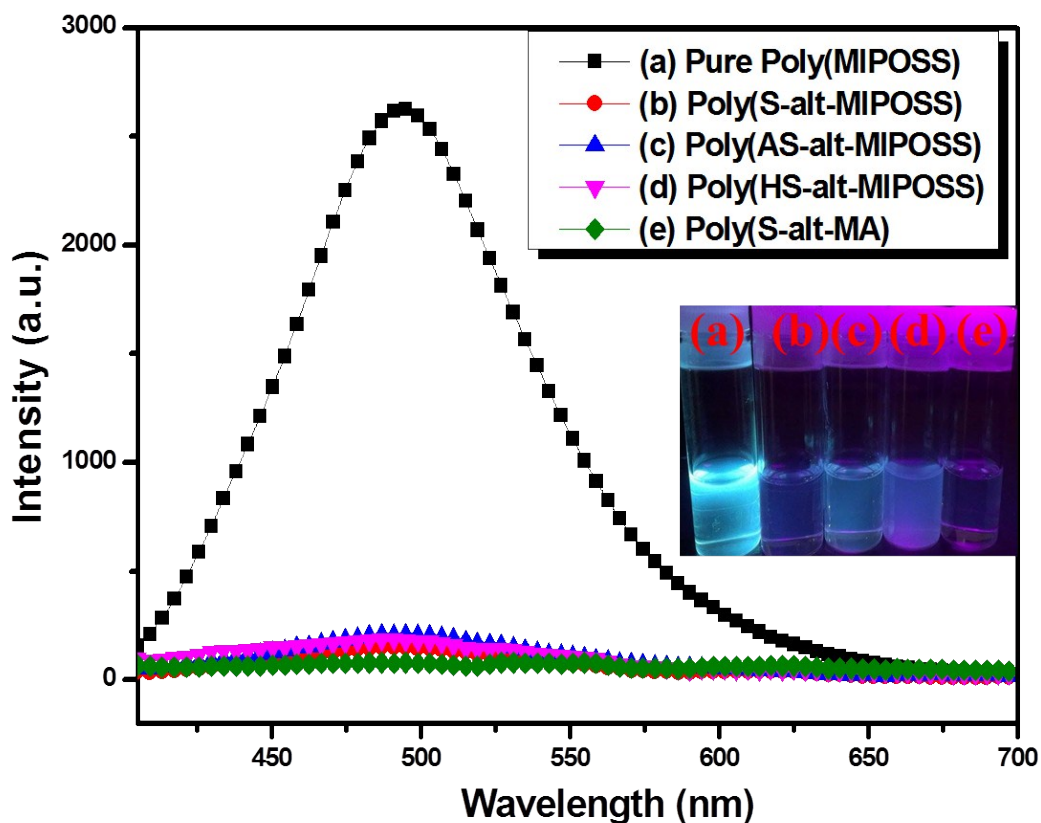 3000
2000
1000
0
Intensity (a.u.)
(a) Pure Poly(MIPOSS)
(b) Poly(S-alt-MIPOSS)
(c) Poly(AS-alt-MIPOSS)
(d) Poly(HS-alt-MIPOSS)
(e) Poly(S-alt-MA)
(a) (b) (c) (d) (e)
450 500 550 600 650 700
Wavelength (nm)